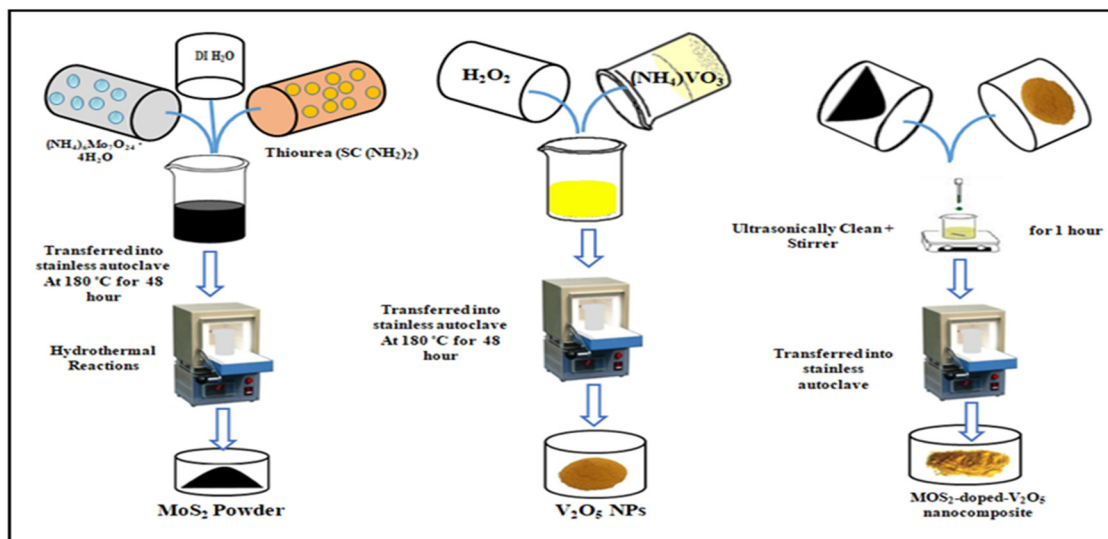 DI H₂O
(NH₄)₆Mo₇O₂₄ ·
4H₂O
Thiourea (SC (NH₂)₂)
Transferred into
stainless autoclave
At 180 °C for 48
hour
Hydrothermal
Reactions
MoS₂ Powder
H₂O₂
(NH₄)VO₃
Transferred into
stainless autoclave
At 180 °C for 48
hour
V₂O₅ NPs
Ultrasonically Clean +
Stirrer
for 1 hour
Transferred into
stainless
autoclave
MOS₂-doped-V₂O₅
nanocomposite